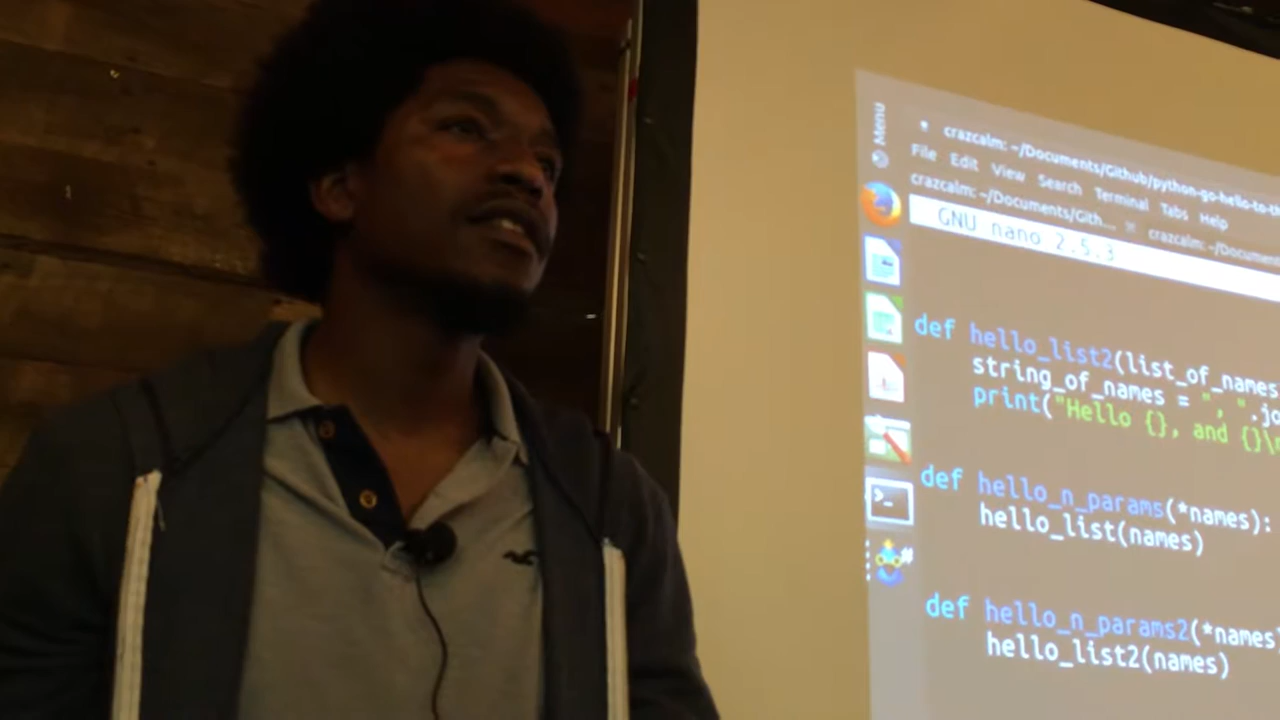 Menu
crazcalm: ~/Documents/Github/python-go-hello-to-th
File Edit View Search Terminal Tabs Help
crazcalm: ~/Documents/Gith... × crazcalm: ~/Document
GNU nano 2.5.3
def hello_list2(list_of_names
string_of_names = ", ".jo
print("Hello {}, and {}\n
def hello_n_params(*names):
hello_list(names)
def hello_n_params2(*names)
hello_list2(names)